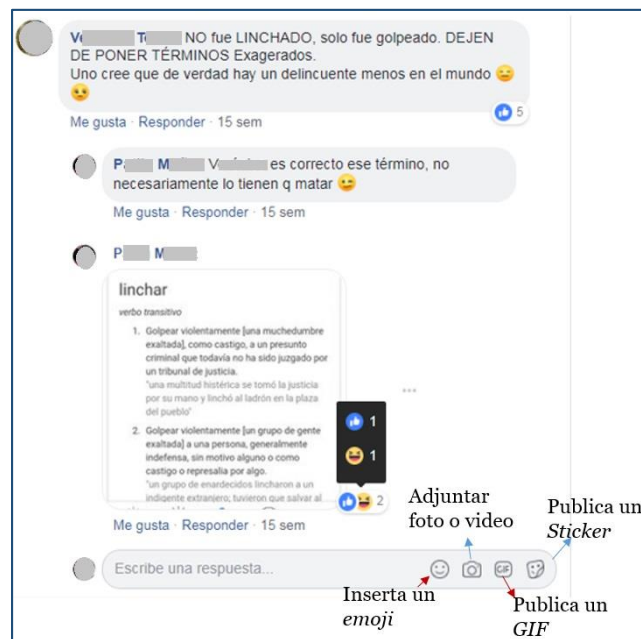 NO fue LINCHADO, solo fue golpeado. DEJEN
DE PONER TÉRMINOS Exagerados.
Uno cree que de verdad hay un delincuente menos en el mundo 😑
😣
5
Me gusta · Responder · 15 sem
es correcto ese término, no
necesariamente lo tienen q matar 😉
Me gusta · Responder · 15 sem
P M
linchar
verbo transitivo
1. Golpear violentamente [una muchedumbre
exaltada], como castigo, a un presunto
criminal que todavía no ha sido juzgado por
un tribunal de justicia.
"una multitud histérica se tomó la justicia
por su mano y linchó al ladrón en la plaza
del pueblo"
2. Golpear violentamente [un grupo de gente
exaltada] a una persona, generalmente
indefensa, sin motivo alguno o como
castigo o represalia por algo.
"un grupo de enardecidos lincharon a un
indigente extranjero; tuvieron que salvar al
1
1
2
Me gusta · Responder · 15 sem
Adjuntar
foto o video
Publica un
Sticker
Escribe una respuesta...
GIF
Inserta un
emoji
Publica un
GIF